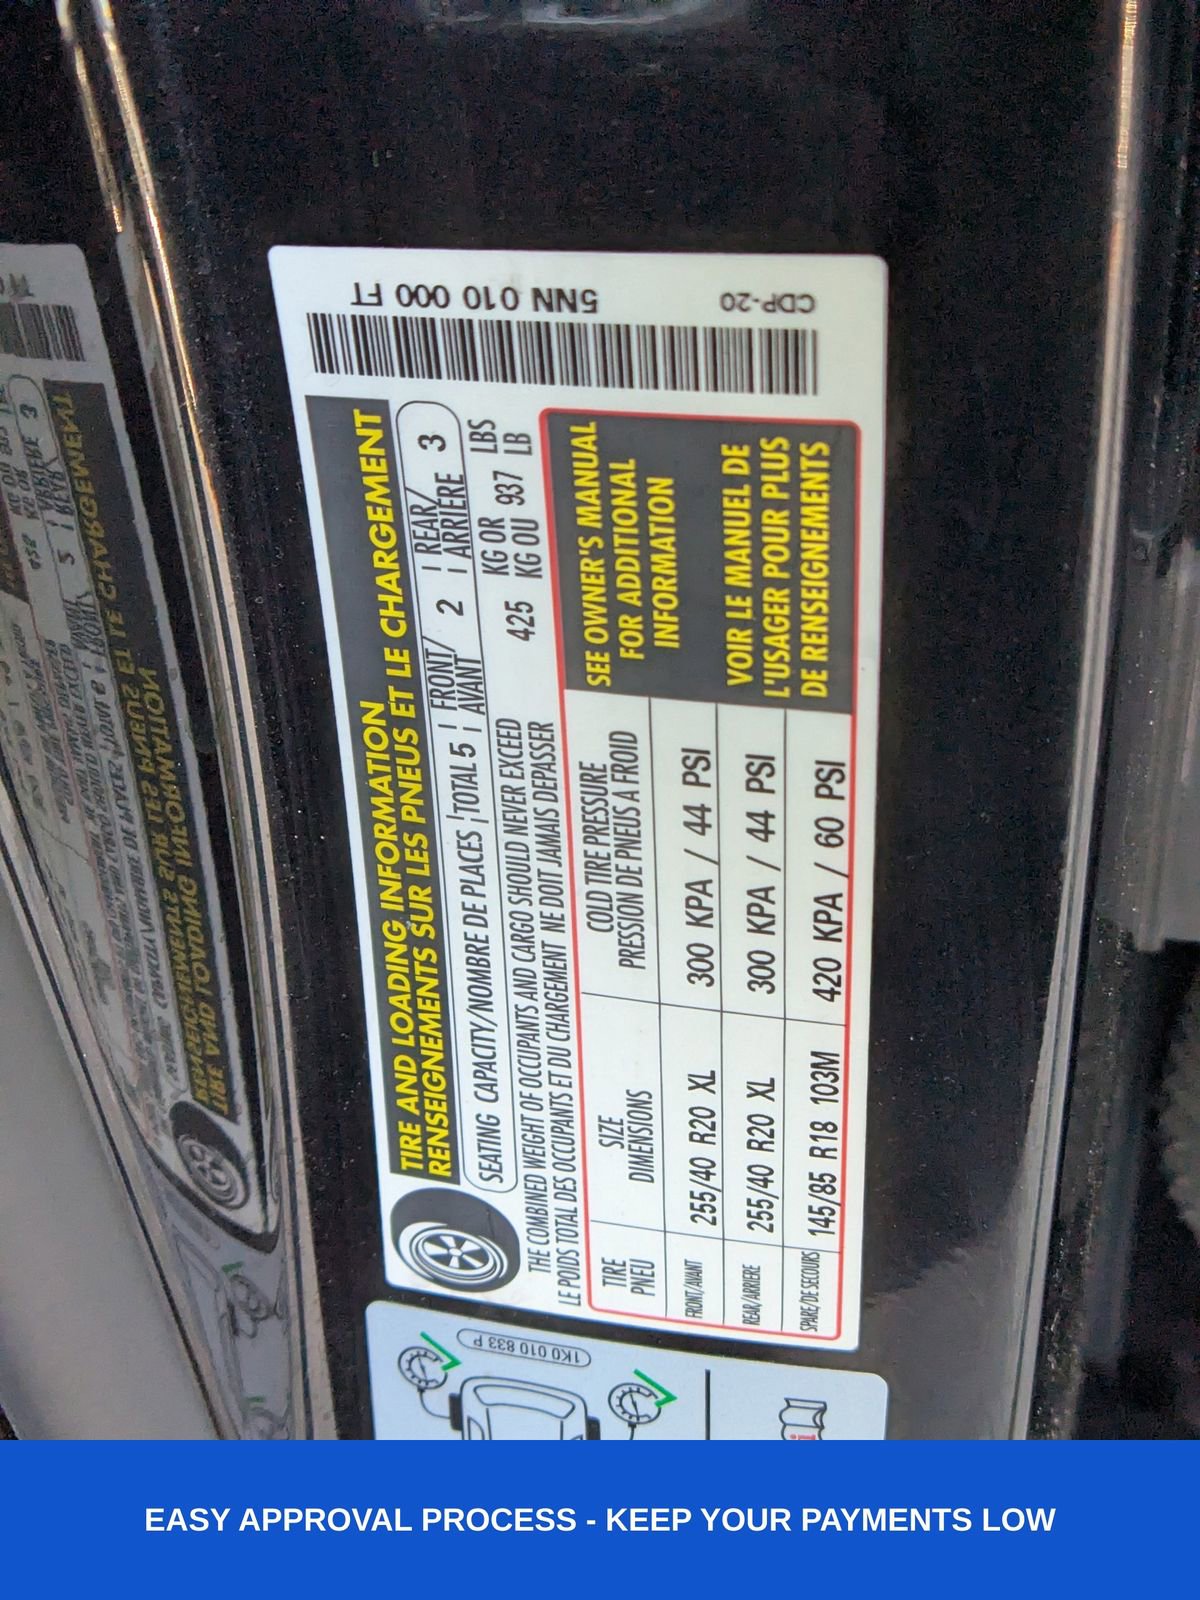 TIRE AND LOADING INFORMATION
RENSEIGNEMENTS SUR LES PNEUS ET LE CHARGEMENT
SEATING CAPACITY/NOMBRE DE PLACES TOTAL 5 FRONT/AVANT 2 REAR/ARRIÈRE 3
THE COMBINED WEIGHT OF OCCUPANTS AND CARGO SHOULD NEVER EXCEED 425 KG OR 937 LBS
LE POIDS TOTAL DES OCCUPANTS ET DU CHARGEMENT NE DOIT JAMAIS DEPASSER KG OU LB
TIRE SIZE COLD TIRE PRESSURE
PNEU DIMENSIONS PRESSION DE PNEUS A FROID
FRONT/AVANT 255/40 R20 XL 300 KPA / 44 PSI
REAR/ARRIERE 255/40 R20 XL 300 KPA / 44 PSI
SPARE/DE SECOURS 145/85 R18 103M 420 KPA / 60 PSI
SEE OWNER'S MANUAL
FOR ADDITIONAL
INFORMATION
VOIR LE MANUEL DE
L'USAGER POUR PLUS
DE RENSEIGNEMENTS
5NN 010 000 FT
CDP-20
1K0 010 833 P
i
EASY APPROVAL PROCESS - KEEP YOUR PAYMENTS LOW